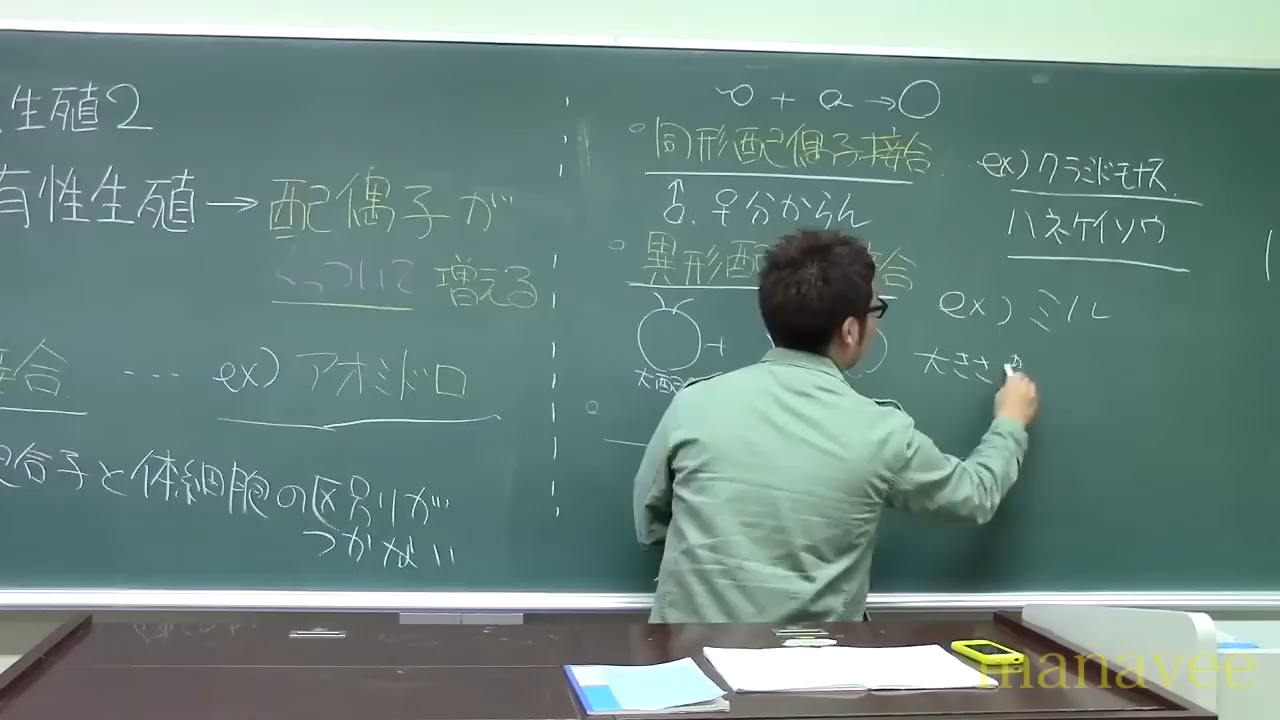 生殖2
有性生殖→配偶子が
くっついて増える
接合 … ex)アオミドロ
合子と体細胞の区別が
つかない
+ →
同形配偶子接合
♂、♀分からん
ex)クラミドモナス
ハネケイソウ
異形配 接合
ex)ミル
+
大配
大きさ
manavee